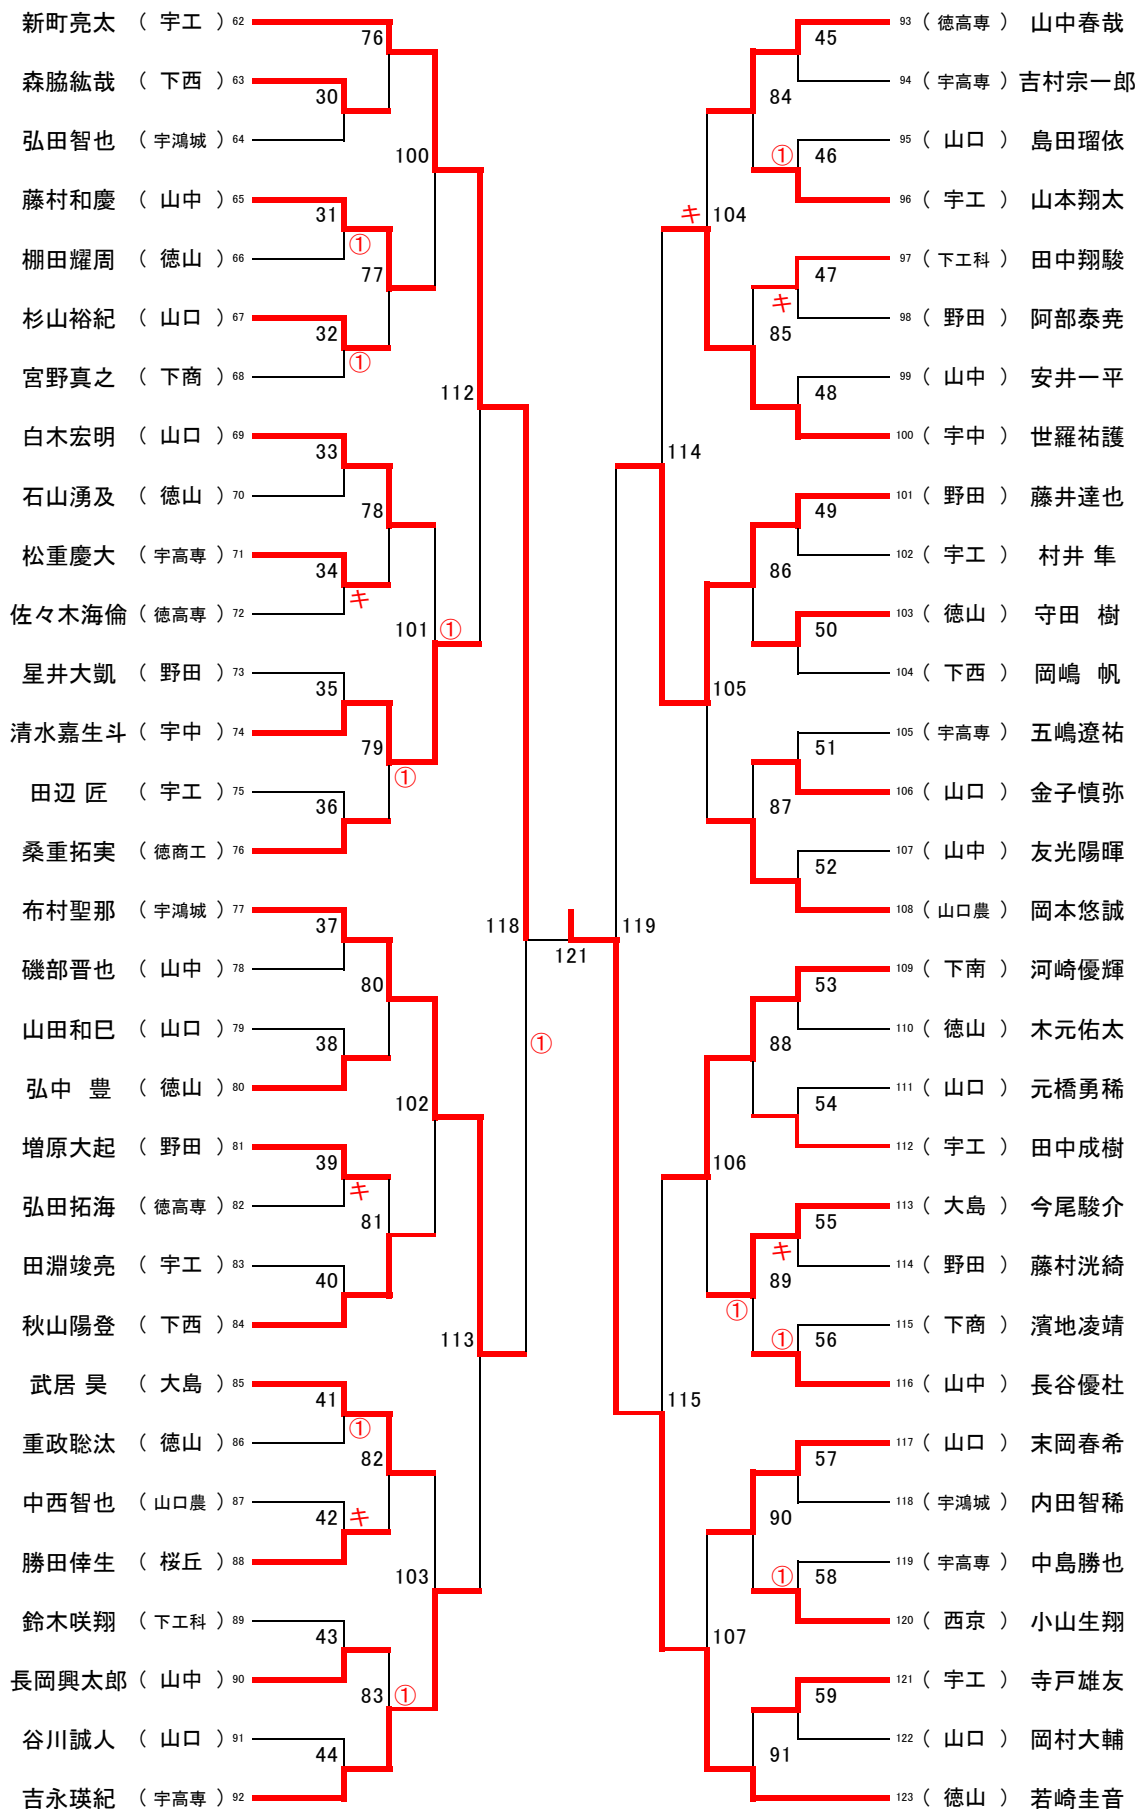 新町亮太 （ 宇工 ） 62
森脇紘哉 （ 下西 ） 63
弘田智也 （ 宇鴻城 ） 64
藤村和慶 （ 山中 ） 65
棚田耀周 （ 徳山 ） 66
杉山裕紀 （ 山口 ） 67
宮野真之 （ 下商 ） 68
白木宏明 （ 山口 ） 69
石山湧及 （ 徳山 ） 70
松重慶大 （ 宇高専 ） 71
佐々木海倫 （ 徳高専 ） 72
星井大凱 （ 野田 ） 73
清水嘉生斗 （ 宇中 ） 74
田辺 匠 （ 宇工 ） 75
桑重拓実 （ 徳商工 ） 76
布村聖那 （ 宇鴻城 ） 77
磯部晋也 （ 山中 ） 78
山田和巳 （ 山口 ） 79
弘中 豊 （ 徳山 ） 80
増原大起 （ 野田 ） 81
弘田拓海 （ 徳高専 ） 82
田淵竣亮 （ 宇工 ） 83
秋山陽登 （ 下西 ） 84
武居 昊 （ 大島 ） 85
重政聡汰 （ 徳山 ） 86
中西智也 （ 山口農 ） 87
勝田倖生 （ 桜丘 ） 88
鈴木咲翔 （ 下工科 ） 89
長岡興太郎 （ 山中 ） 90
谷川誠人 （ 山口 ） 91
吉永瑛紀 （ 宇高専 ） 92
76
30
31
①
77
32
①
100
33
78
34
キ
35
79
①
36
101
①
112
37
80
38
39
キ
81
40
102
41
①
82
42
キ
43
83
①
44
103
113
118
①
121
119
キ
104
114
105
106
115
107
45
84
①
46
47
キ
85
48
49
86
50
51
87
52
53
88
54
55
キ
89
①
①
56
57
90
①
58
59
91
93 （ 徳高専 ） 山中春哉
94 （ 宇高専 ） 吉村宗一郎
95 （ 山口 ） 島田瑠依
96 （ 宇工 ） 山本翔太
97 （ 下工科 ） 田中翔駿
98 （ 野田 ） 阿部泰尭
99 （ 山中 ） 安井一平
100 （ 宇中 ） 世羅祐護
101 （ 野田 ） 藤井達也
102 （ 宇工 ） 村井 隼
103 （ 徳山 ） 守田 樹
104 （ 下西 ） 岡嶋 帆
105 （ 宇高専 ） 五嶋遼祐
106 （ 山口 ） 金子慎弥
107 （ 山中 ） 友光陽暉
108 （ 山口農 ） 岡本悠誠
109 （ 下南 ） 河崎優輝
110 （ 徳山 ） 木元佑太
111 （ 山口 ） 元橋勇稀
112 （ 宇工 ） 田中成樹
113 （ 大島 ） 今尾駿介
114 （ 野田 ） 藤村洸綺
115 （ 下商 ） 濱地凌靖
116 （ 山中 ） 長谷優杜
117 （ 山口 ） 末岡春希
118 （ 宇鴻城 ） 内田智稀
119 （ 宇高専 ） 中島勝也
120 （ 西京 ） 小山生翔
121 （ 宇工 ） 寺戸雄友
122 （ 山口 ） 岡村大輔
123 （ 徳山 ） 若崎圭音